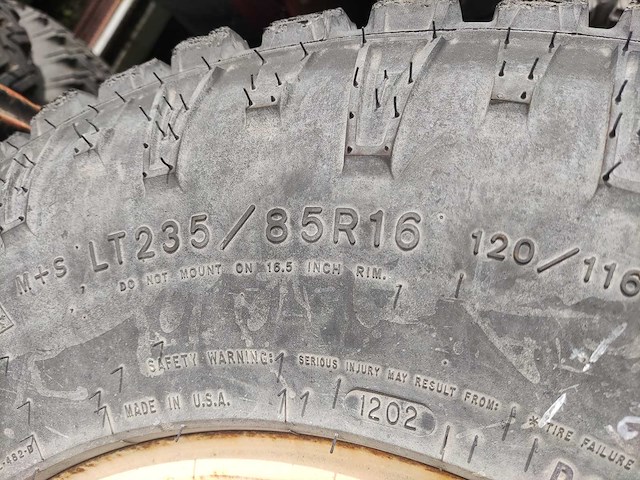 M+S LT235/85R16 120/116
DO NOT MOUNT ON 16.5 INCH RIM.
SAFETY WARNING: SERIOUS INJURY MAY RESULT FROM:
MADE IN U.S.A. 1202 * TIRE FAILURE